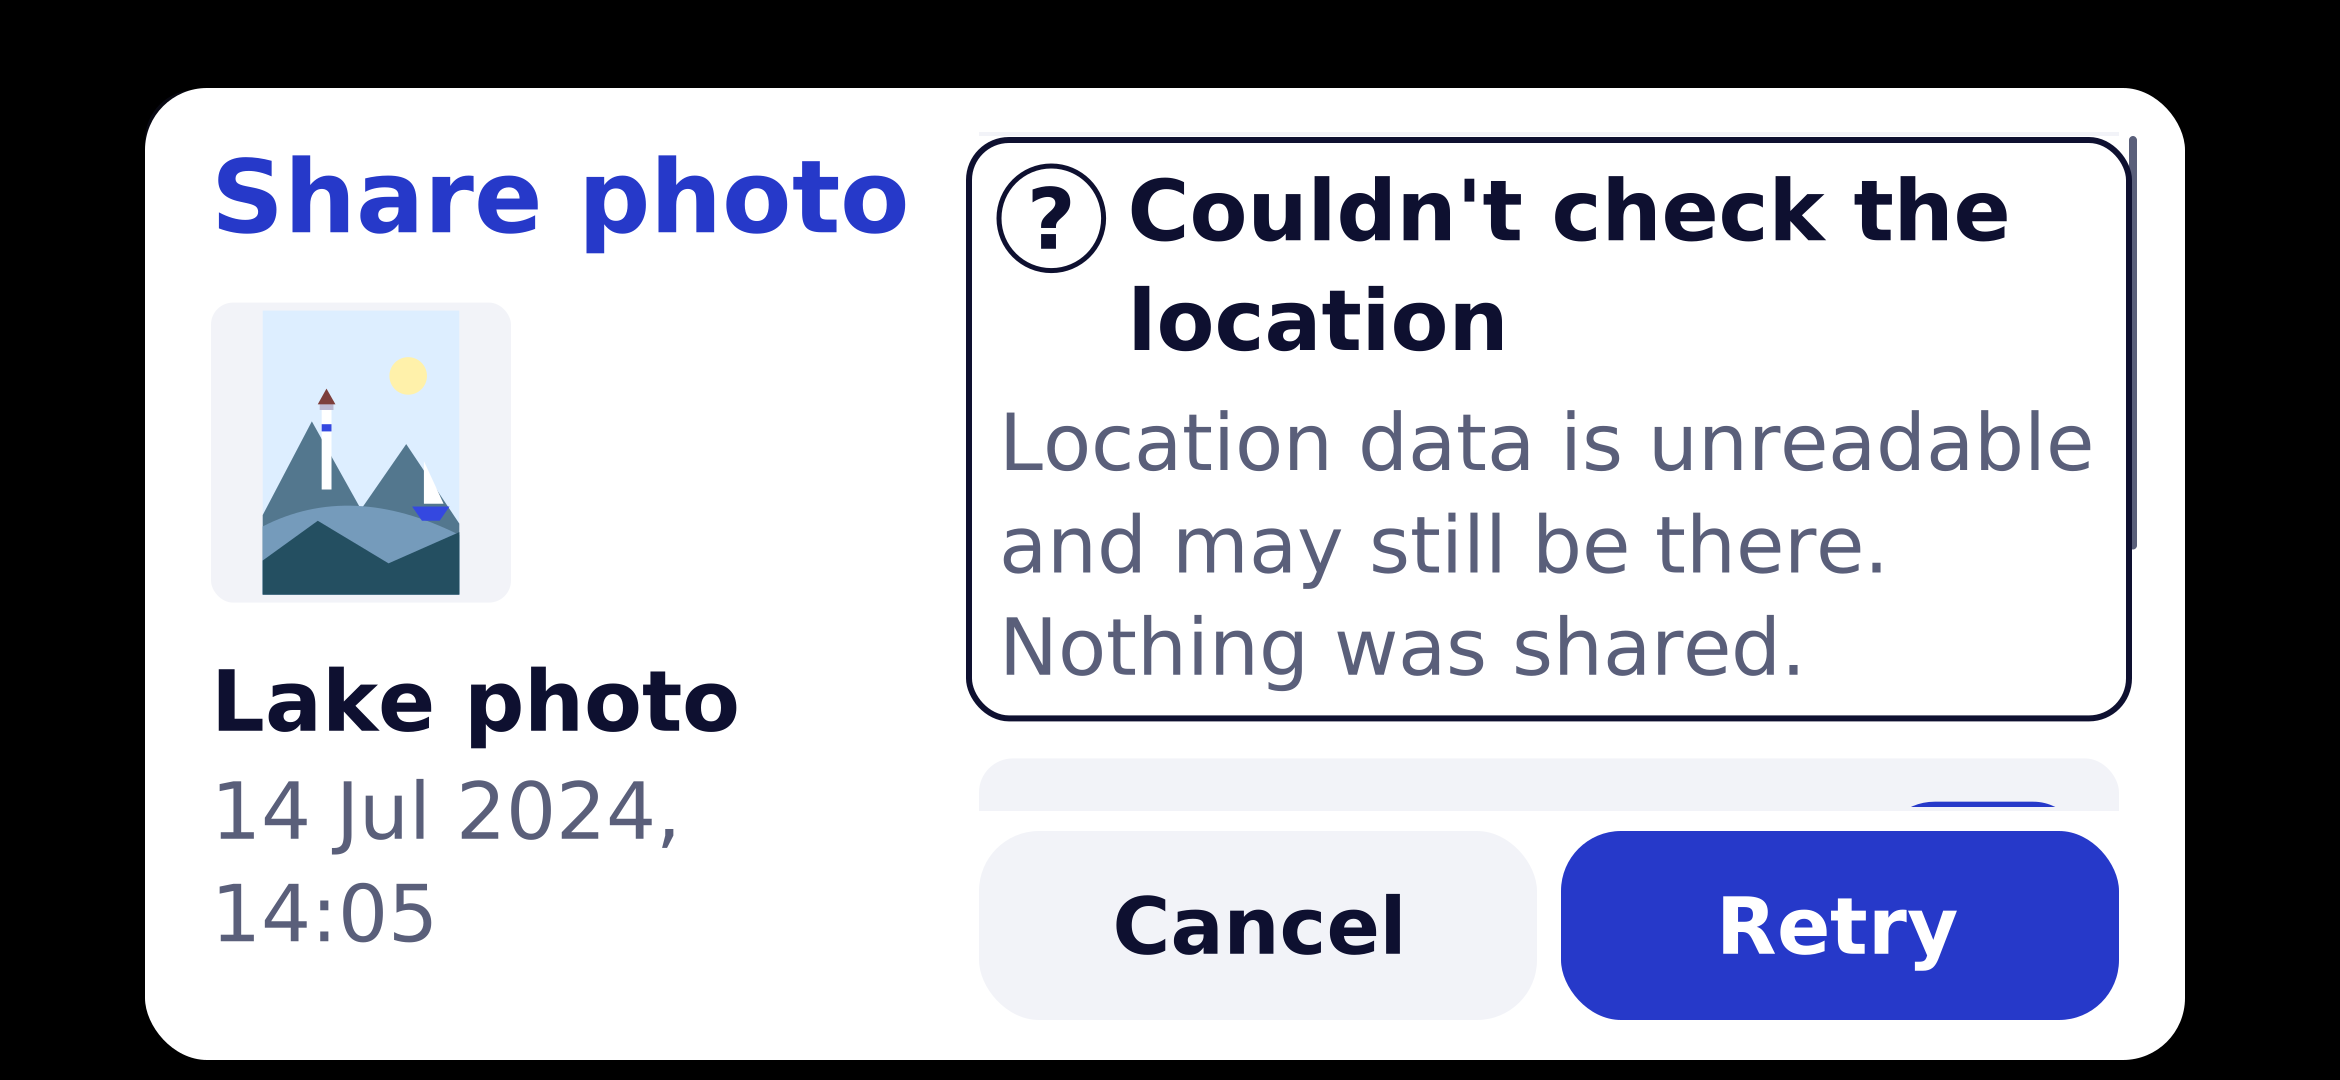 Share photo
Lake photo
14 Jul 2024,
14:05
? Couldn't check the
location
Location data is unreadable
and may still be there.
Nothing was shared.
Cancel
Retry